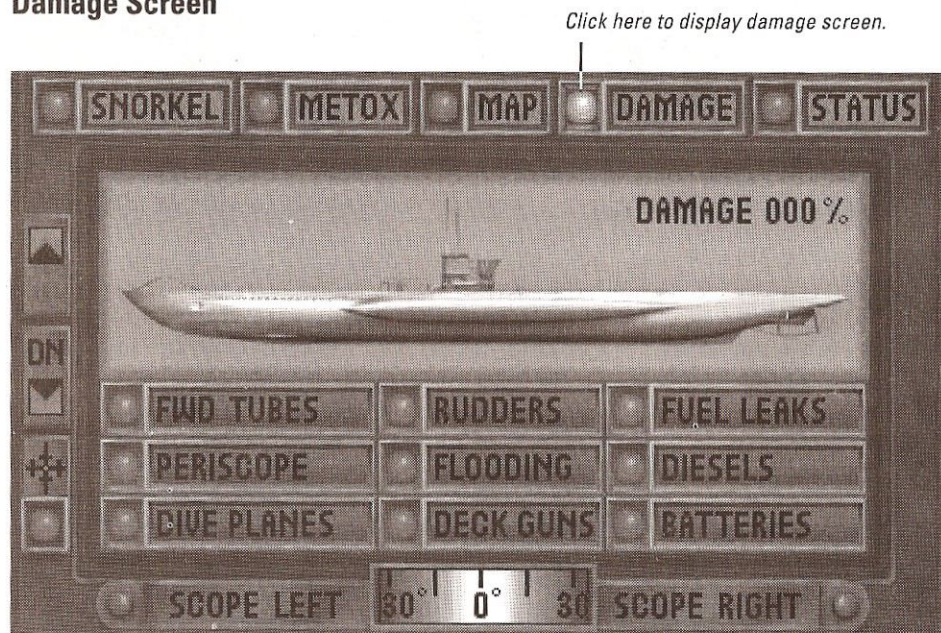 Damage Screen
Click here to display damage screen.
SNORKEL METOX MAP DAMAGE STATUS
DAMAGE 000%
DN
FWD TUBES RUDDERS FUEL LEAKS
PERISCOPE FLOODING DIESELS
DIVE PLANES DECK GUNS BATTERIES
SCOPE LEFT 30° 0° 30 SCOPE RIGHT